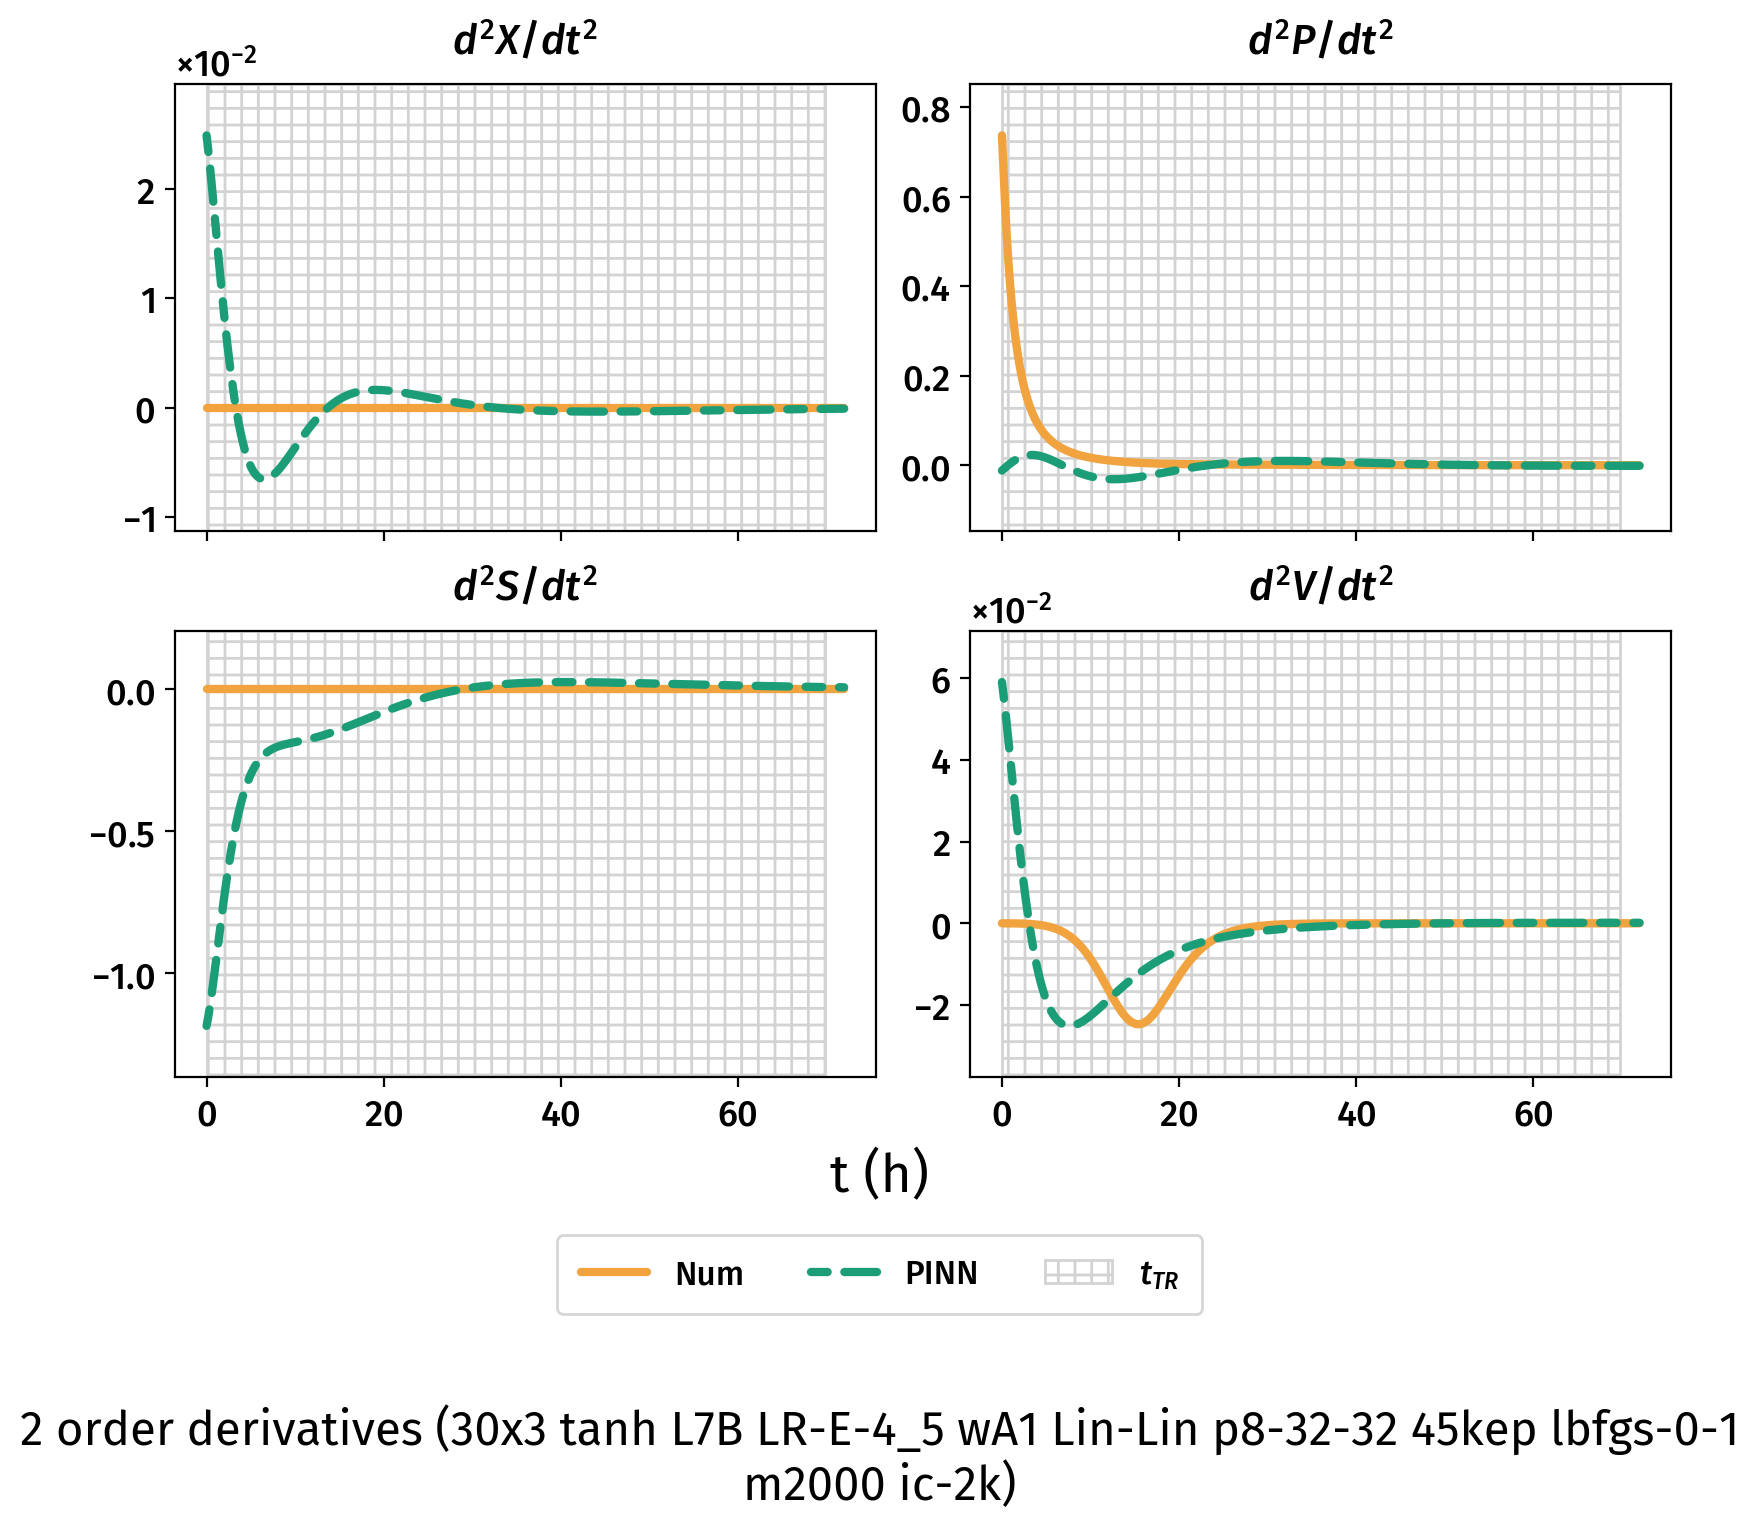 d²X/dt²
×10⁻²
2
1
0
−1
d²P/dt²
0.8
0.6
0.4
0.2
0.0
d²S/dt²
0.0
−0.5
−1.0
0 20 40 60
d²V/dt²
×10⁻²
6
4
2
0
−2
0 20 40 60
t (h)
Num PINN t_TR
2 order derivatives (30x3 tanh L7B LR-E-4_5 wA1 Lin-Lin p8-32-32 45kep lbfgs-0-1
m2000 ic-2k)